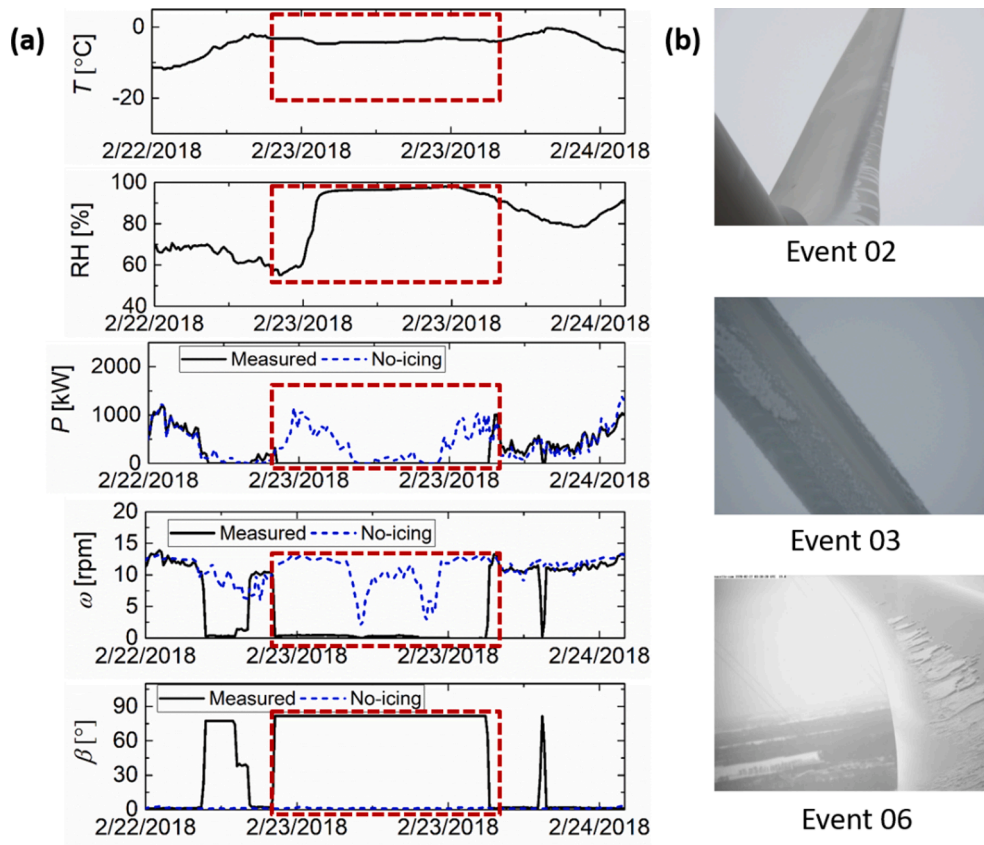 (a)
T [°C]
0
-20
2/22/2018 2/23/2018 2/23/2018 2/24/2018
RH [%]
100
80
60
40
2/22/2018 2/23/2018 2/23/2018 2/24/2018
P [kW]
Measured No-icing
2000
1000
0
2/22/2018 2/23/2018 2/23/2018 2/24/2018
ω [rpm]
20
Measured No-icing
15
10
5
0
2/22/2018 2/23/2018 2/23/2018 2/24/2018
β [°]
Measured No-icing
90
60
30
0
2/22/2018 2/23/2018 2/23/2018 2/24/2018
(b)
Event 02
Event 03
Event 06